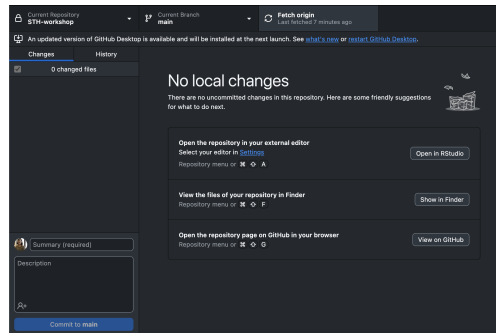 Current Repository
STH-workshop
Current Branch
main
Fetch origin
Last fetched 7 minutes ago
An updated version of GitHub Desktop is available and will be installed at the next launch. See what's new or restart GitHub Desktop.
Changes
History
0 changed files
No local changes
There are no uncommitted changes in this repository. Here are some friendly suggestions
for what to do next.
Open the repository in your external editor
Select your editor in Settings
Repository menu or ⌘ ⇧ A
Open in RStudio
View the files of your repository in Finder
Repository menu or ⌘ ⇧ F
Show in Finder
Open the repository page on GitHub in your browser
Repository menu or ⌘ ⇧ G
View on GitHub
Summary (required)
Description
Commit to main